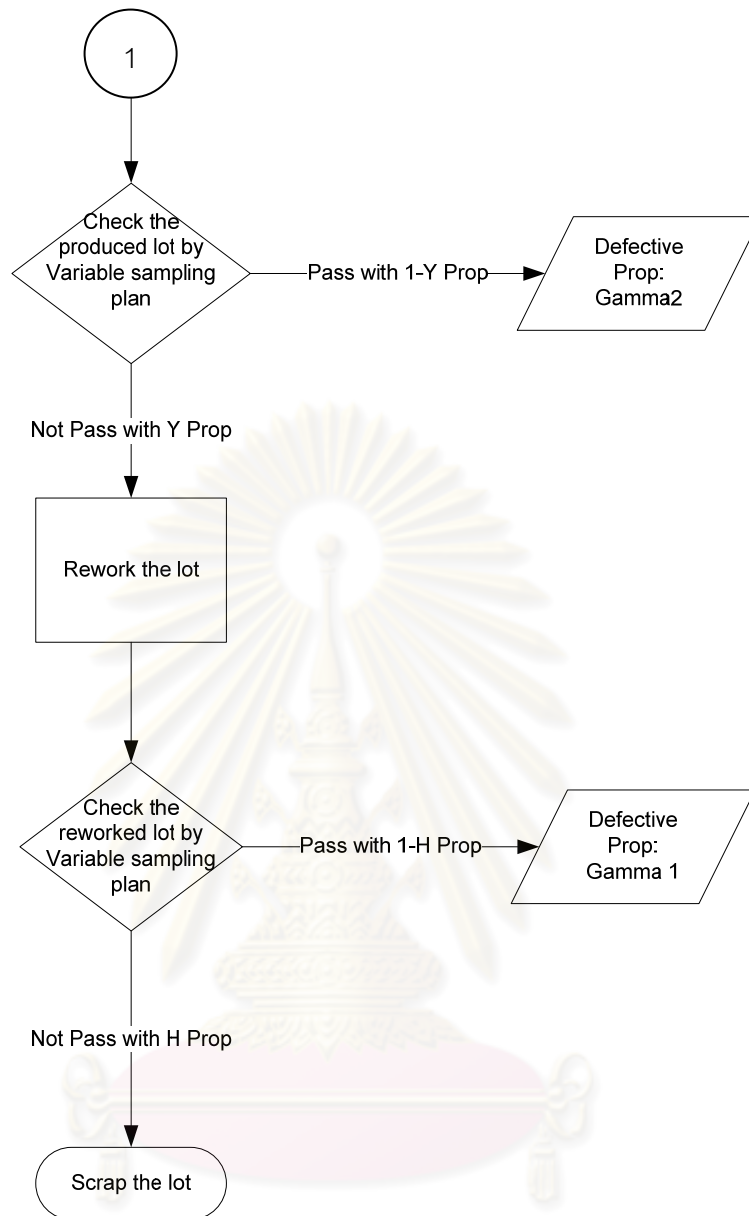 1
Check the
produced lot by
Variable sampling
plan
Pass with 1-Y Prop
Defective
Prop:
Gamma2
Not Pass with Y Prop
Rework the lot
Check the
reworked lot by
Variable sampling
plan
Pass with 1-H Prop
Defective
Prop:
Gamma 1
Not Pass with H Prop
Scrap the lot